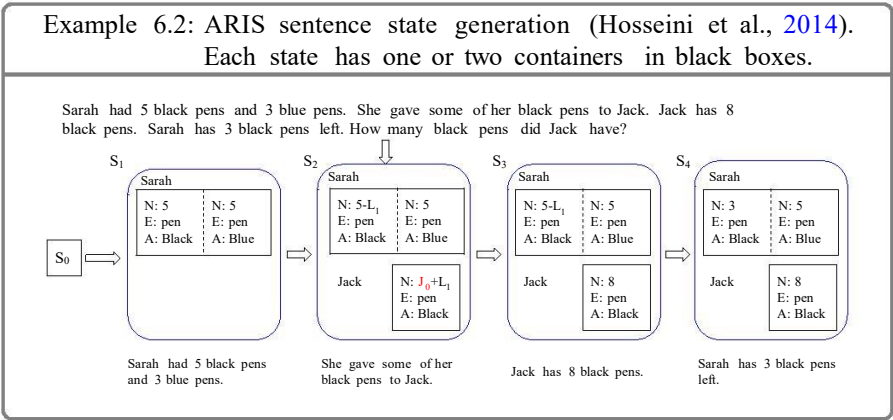 Example 6.2: ARIS sentence state generation (Hosseini et al., 2014).
Each state has one or two containers in black boxes.
Sarah had 5 black pens and 3 blue pens. She gave some of her black pens to Jack. Jack has 8
black pens. Sarah has 3 black pens left. How many black pens did Jack have?
S0
S1
Sarah
N: 5
E: pen
A: Black
N: 5
E: pen
A: Blue
Sarah had 5 black pens
and 3 blue pens.
S2
Sarah
N: 5-L1
E: pen
A: Black
N: 5
E: pen
A: Blue
Jack
N: J0+L1
E: pen
A: Black
She gave some of her
black pens to Jack.
S3
Sarah
N: 5-L1
E: pen
A: Black
N: 5
E: pen
A: Blue
Jack
N: 8
E: pen
A: Black
Jack has 8 black pens.
S4
Sarah
N: 3
E: pen
A: Black
N: 5
E: pen
A: Blue
Jack
N: 8
E: pen
A: Black
Sarah has 3 black pens
left.